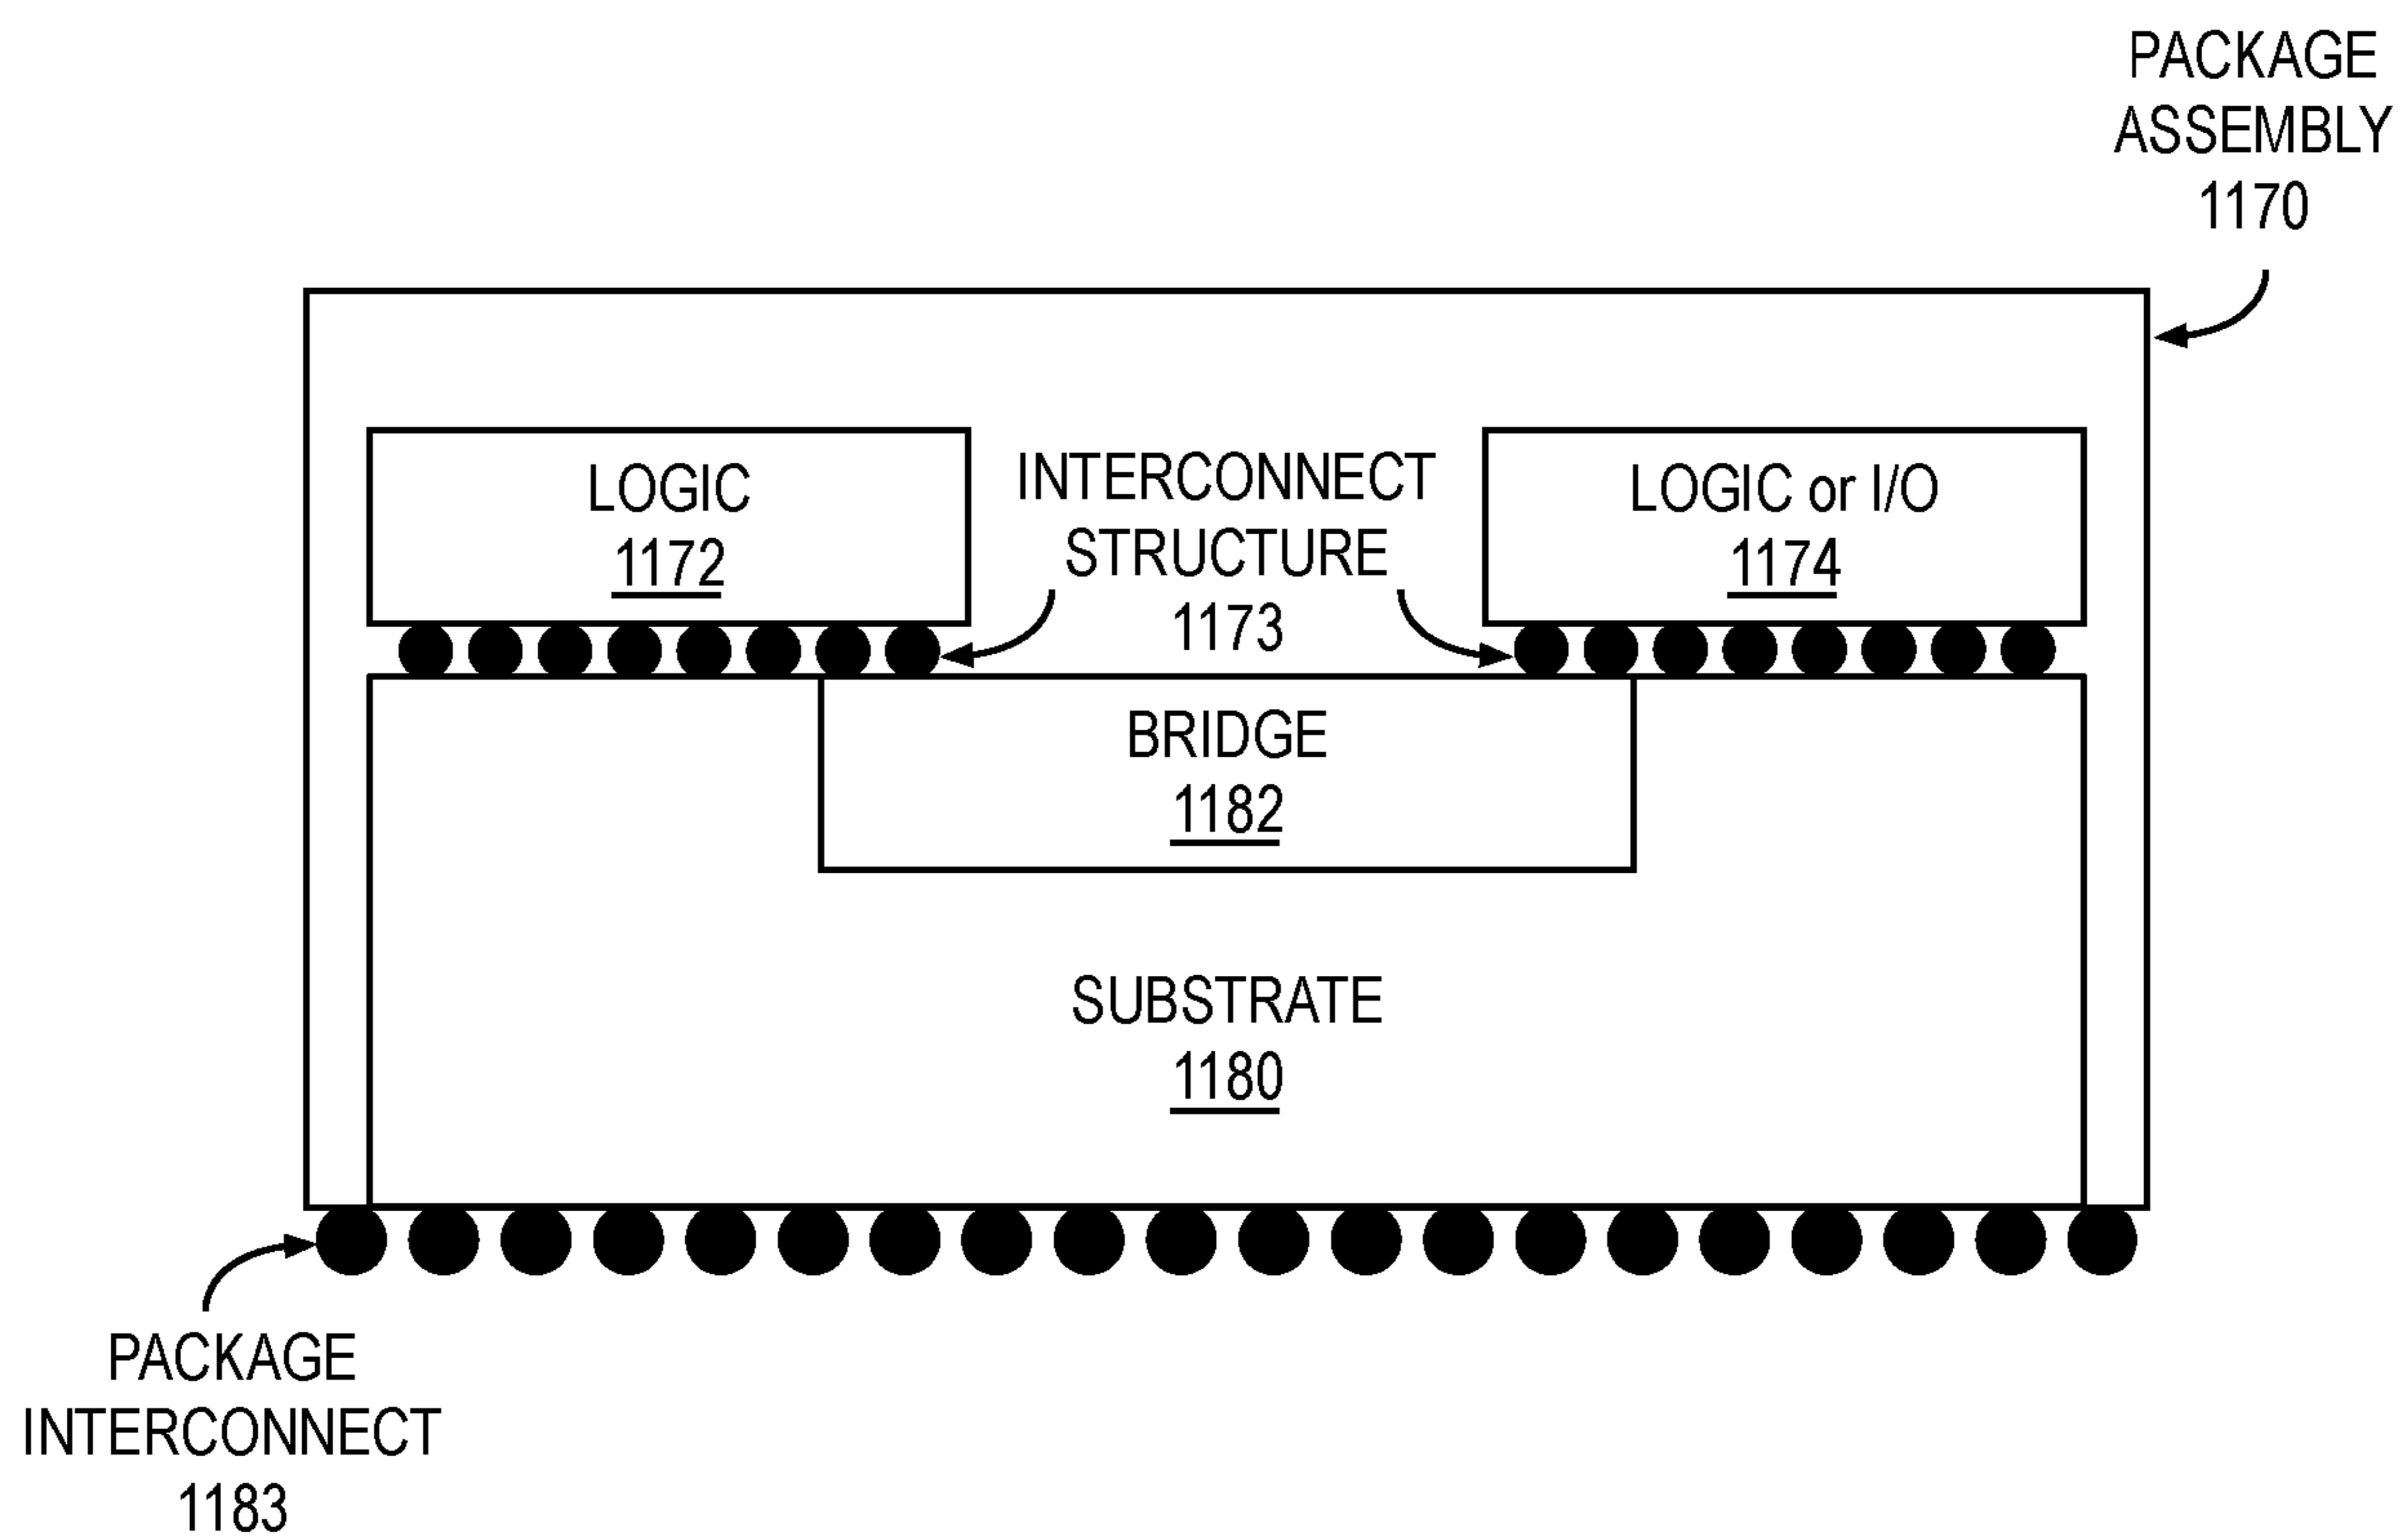 PACKAGE
ASSEMBLY
1170
LOGIC
1172
INTERCONNECT
STRUCTURE
1173
LOGIC or I/O
1174
BRIDGE
1182
SUBSTRATE
1180
PACKAGE
INTERCONNECT
1183